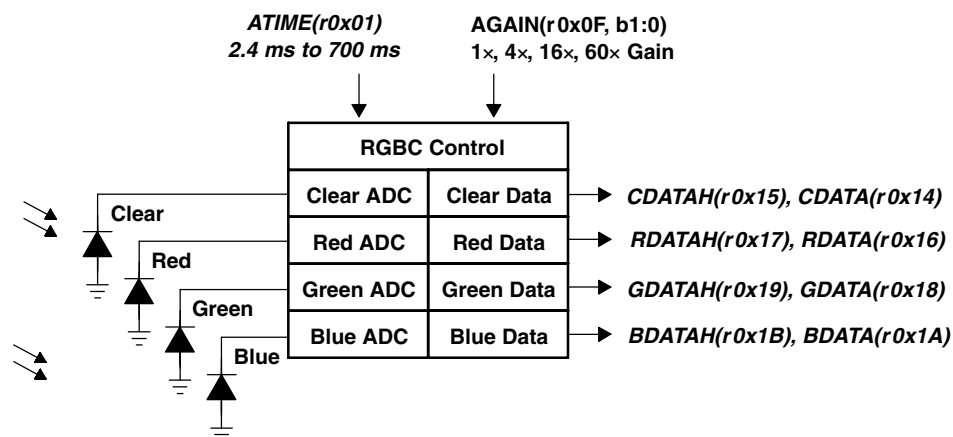 ATIME(r0x01)
2.4 ms to 700 ms
AGAIN(r0x0F, b1:0)
1×, 4×, 16×, 60× Gain
RGBC Control
Clear
Clear ADC
Clear Data
CDATAH(r0x15), CDATA(r0x14)
Red
Red ADC
Red Data
RDATAH(r0x17), RDATA(r0x16)
Green
Green ADC
Green Data
GDATAH(r0x19), GDATA(r0x18)
Blue
Blue ADC
Blue Data
BDATAH(r0x1B), BDATA(r0x1A)